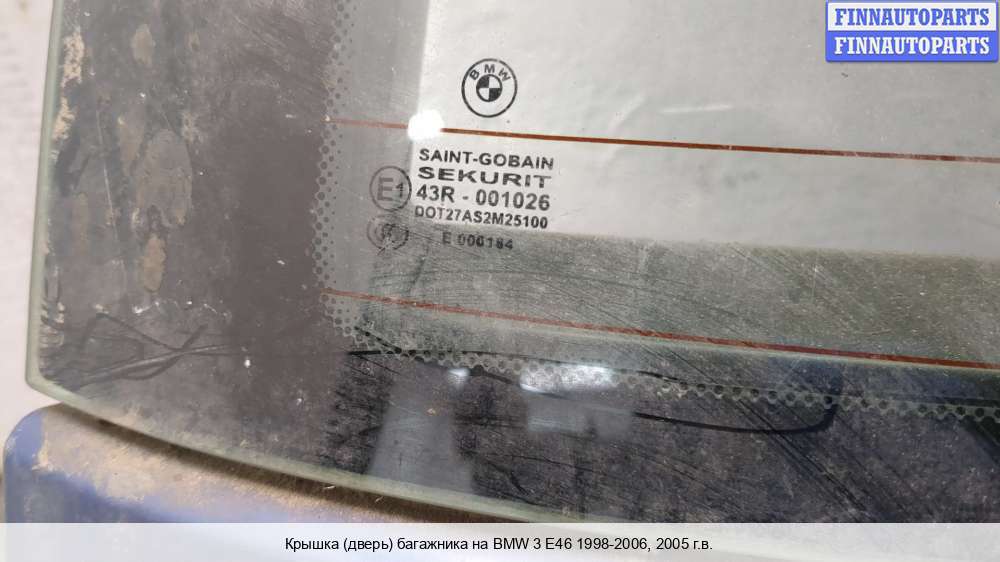 FINNAUTOPARTS
FINNAUTOPARTS
BMW
SAINT-GOBAIN
SEKURIT
E1
43R - 001026
DOT27AS2M25100
E 000184
Крышка (дверь) багажника на BMW 3 E46 1998-2006, 2005 г.в.